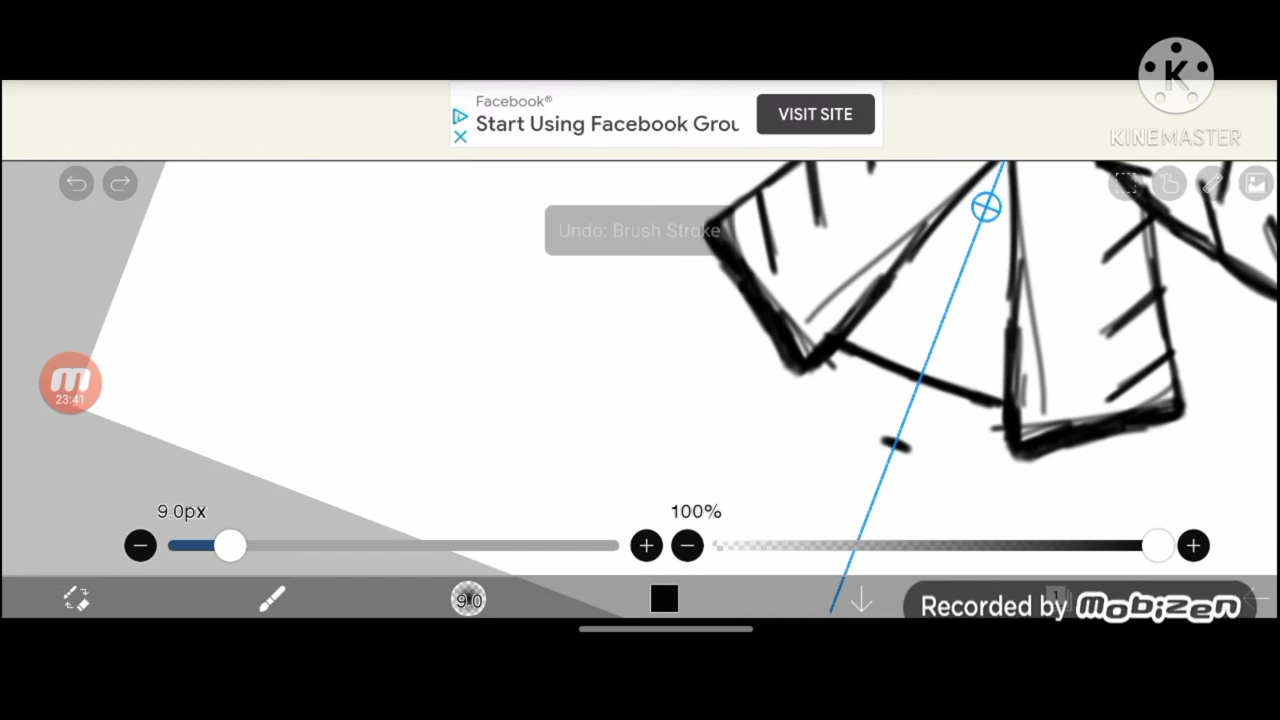 Facebook®
Start Using Facebook Grou
VISIT SITE
K
KINEMASTER
Undo: Brush Stroke
m
23:41
9.0px
100%
9.0
1
Recorded by mobizen